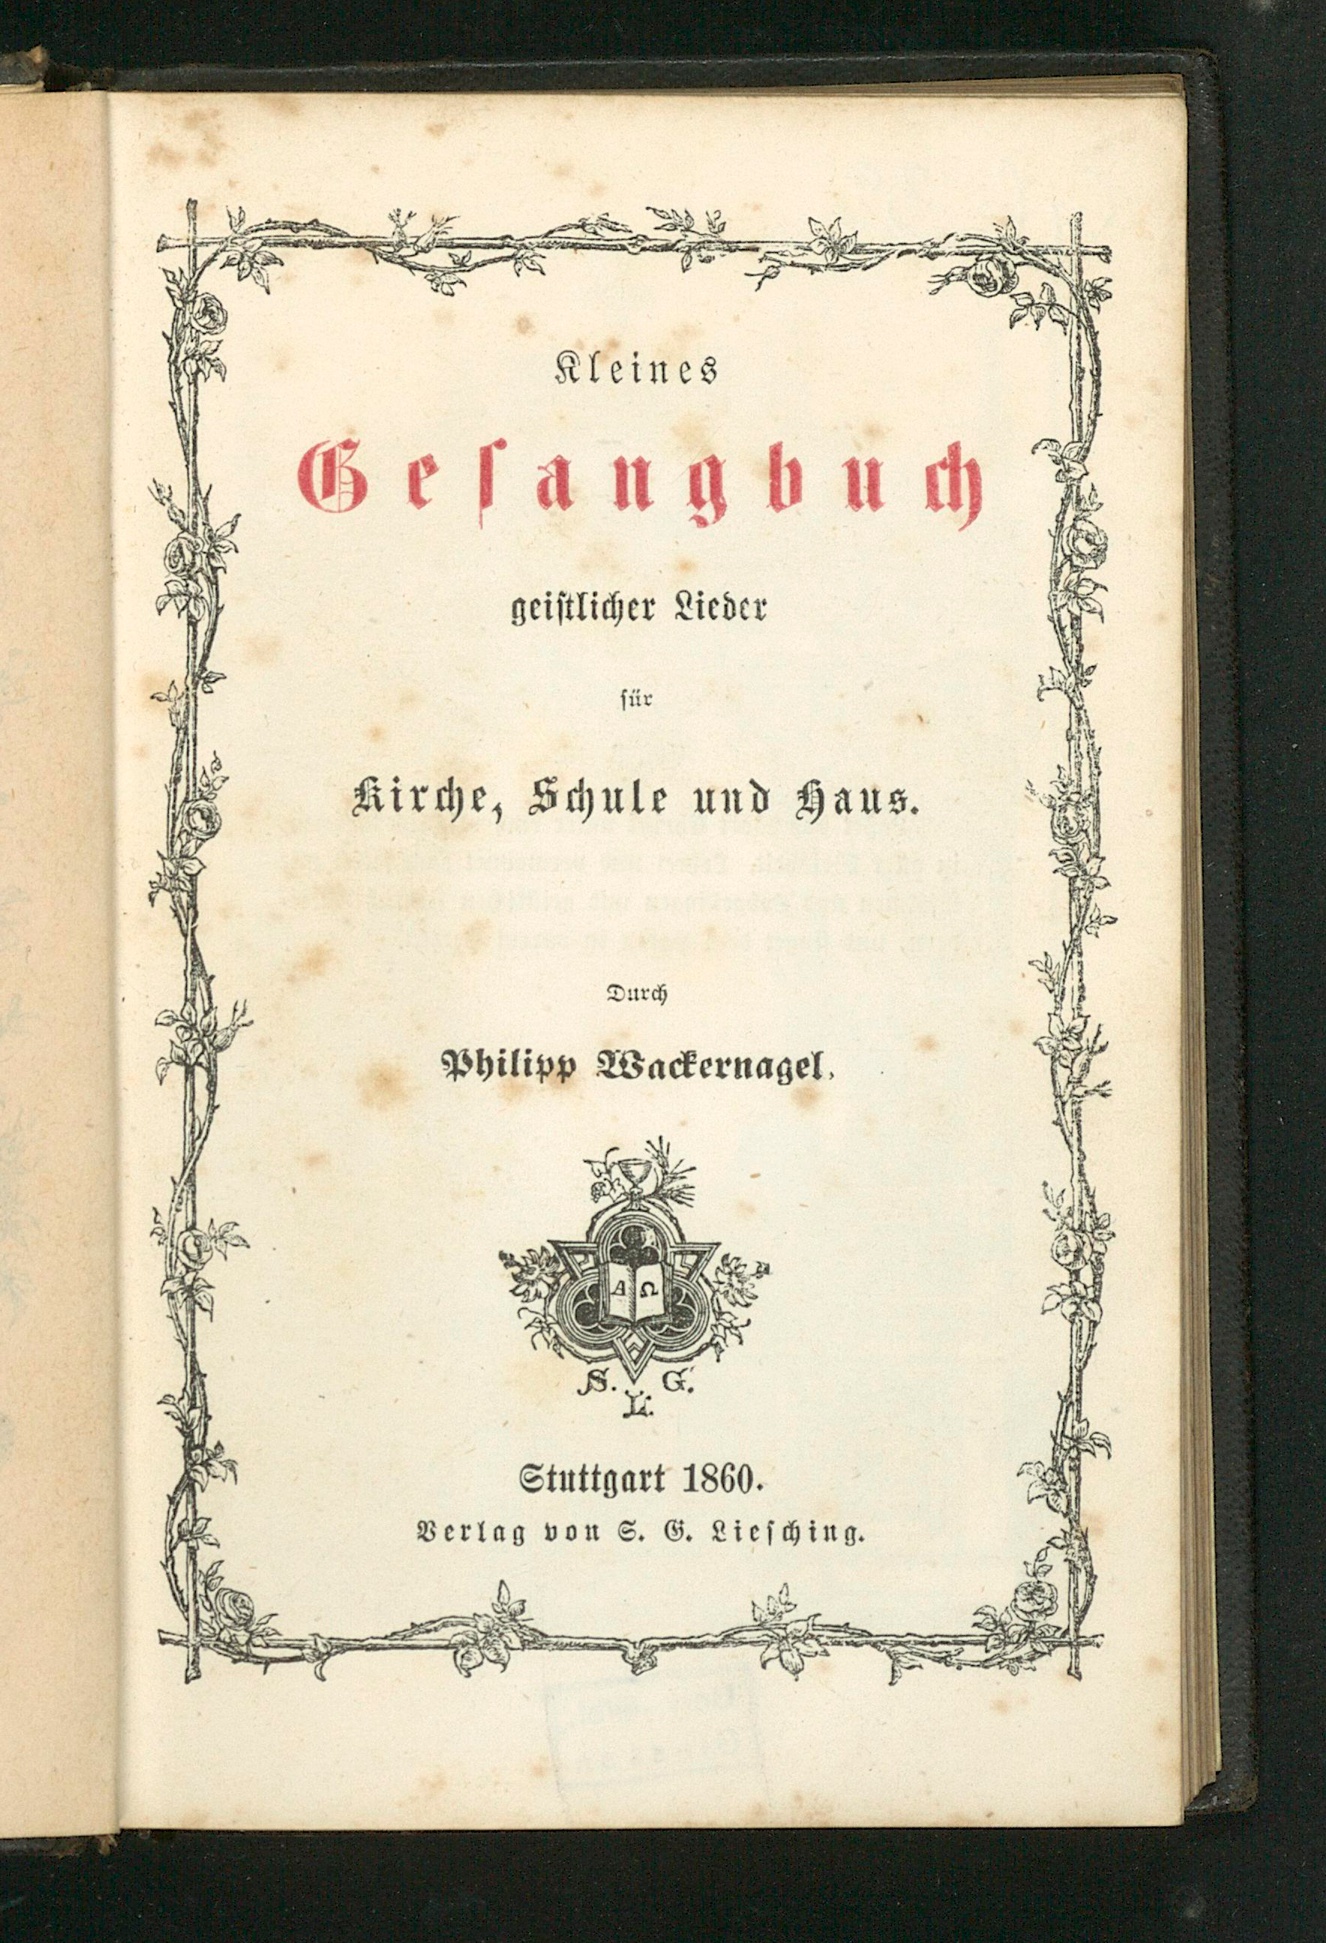 Kleines
Geſangbuch
geiſtlicher Lieder
für
Kirche, Schule und Haus.
Durch
Philipp Wackernagel.
Α Ω
S. G.
L.
Stuttgart 1860.
Verlag von S. G. Lieſching.